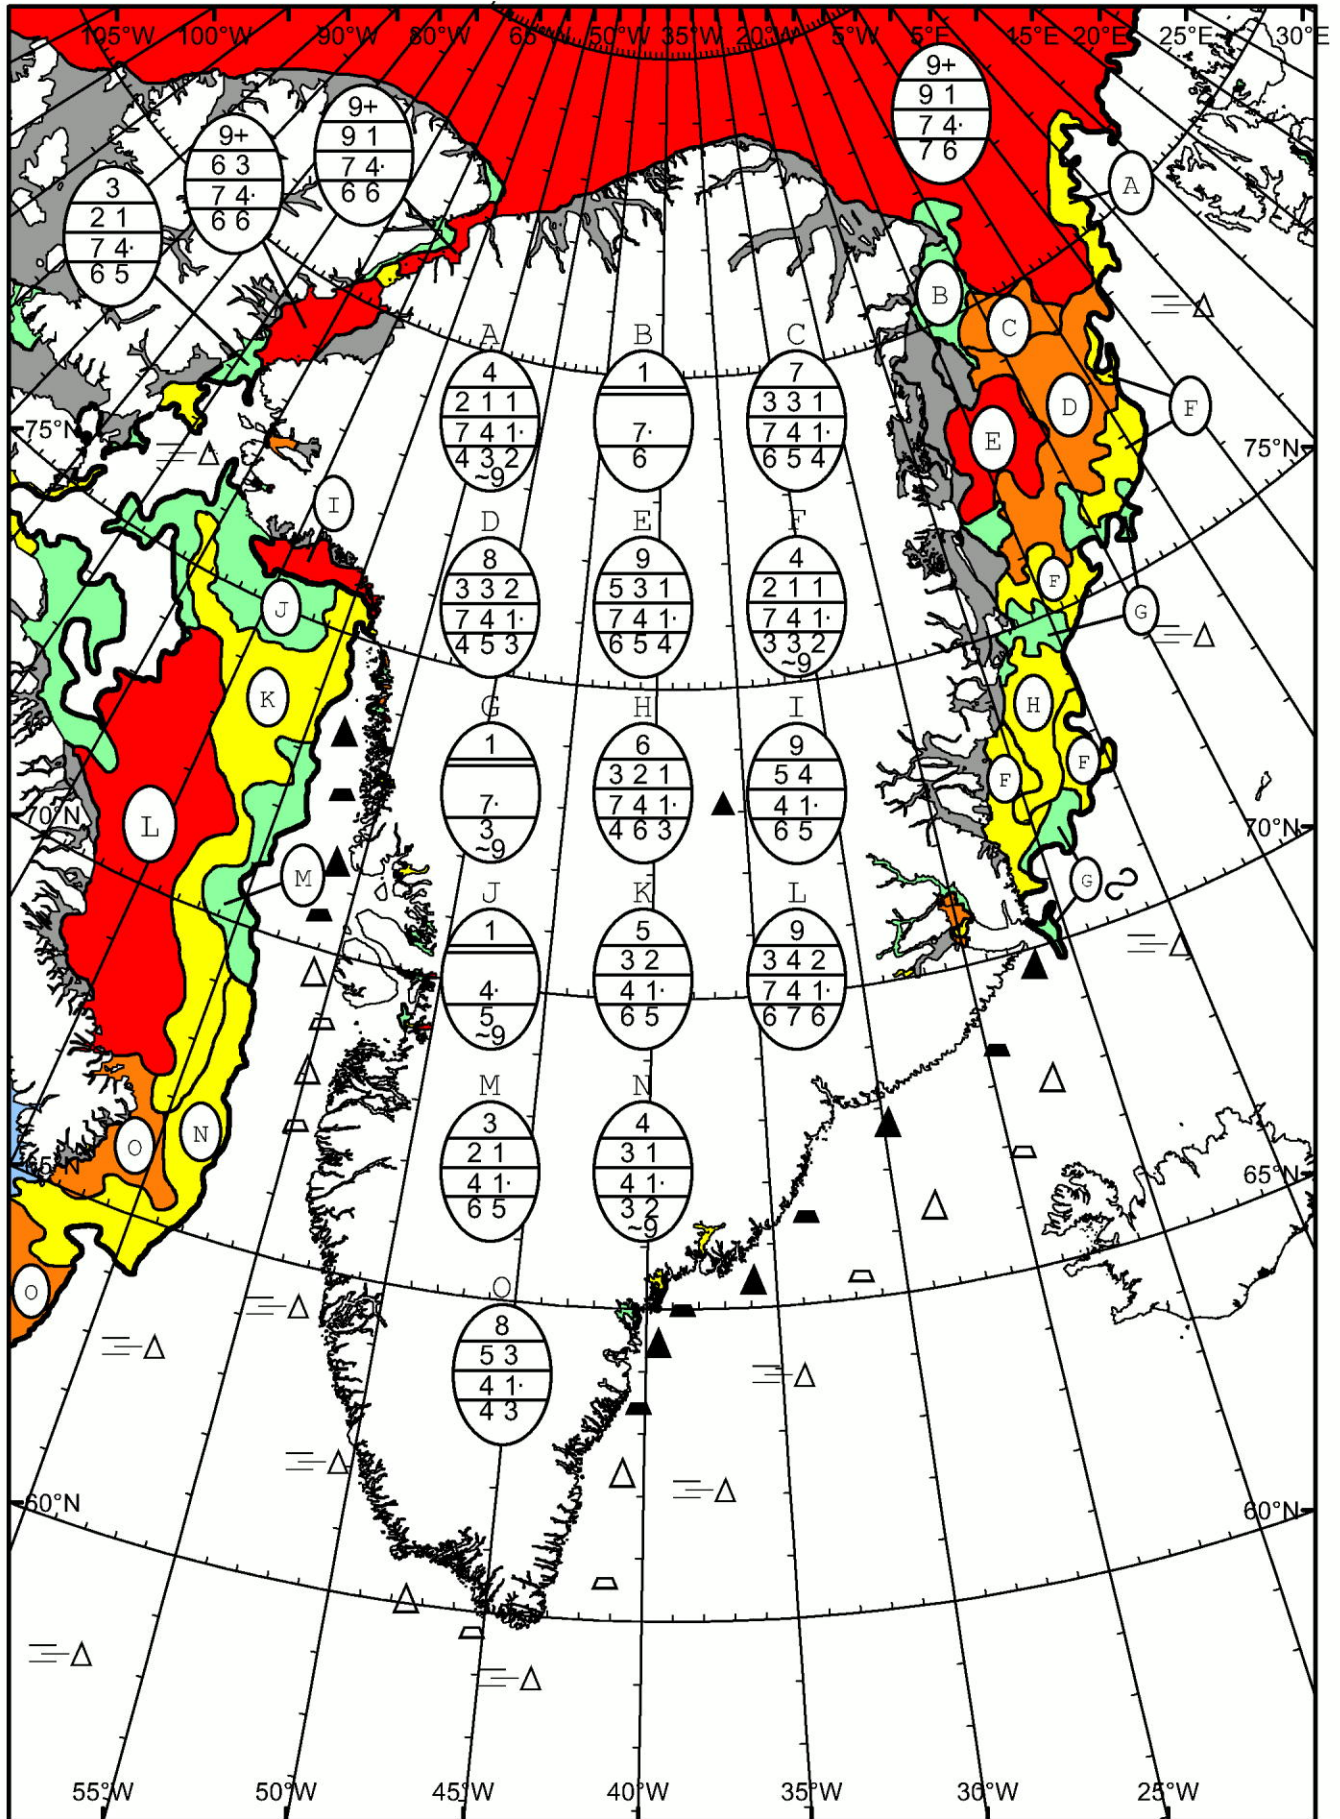 105°W 100°W 90°W 80°W 65°W 50°W 35°W 20°W 5°W 5°E 15°E 20°E 25°E 30°E
9+
9 1
7 4·
7 6
9+
9 1
7 4·
6 6
9+
6 3
7 4·
6 6
3
2 1
7 4·
6 5
A
B
C
D
E
F
F
G
H
F
F
G
I
J
K
L
M
N
O
O
75°N
75°N
70°N
70°N
65°N
65°N
60°N
60°N
A B C
4 1 7
2 1 1 3 3 1
7 4 1· 7· 7 4 1·
4 3 2 6 6 5 4
~9
D E F
8 9 4
3 3 2 5 3 1 2 1 1
7 4 1· 7 4 1· 7 4 1·
4 5 3 6 5 4 3 3 2
~9
G H I
1 6 9
3 2 1 5 4
7· 7 4 1· 4 1·
3 4 6 3 6 5
~9
J K L
1 5 9
3 2 3 4 2
4· 4 1· 7 4 1·
5 6 5 6 7 6
~9
M N
3 4
2 1 3 1
4 1· 4 1·
6 5 3 2
~9
O
8
5 3
4 1·
4 3
55°W 50°W 45°W 40°W 35°W 30°W 25°W